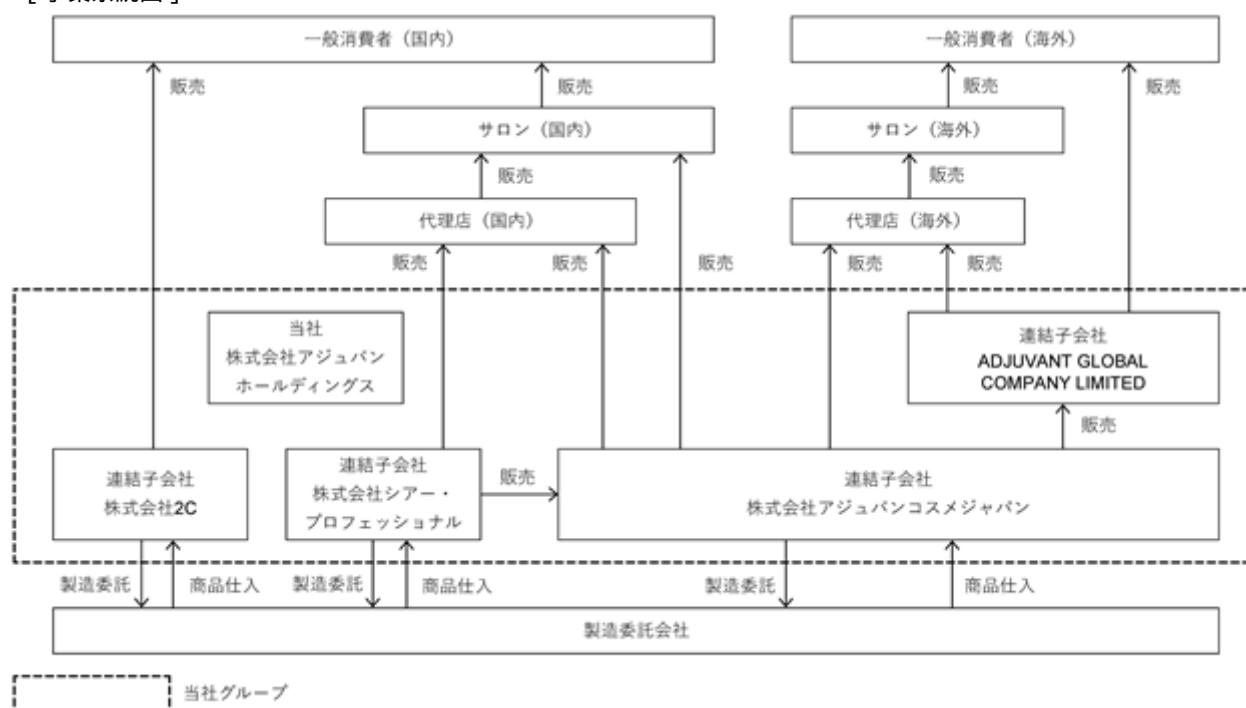 一般消費者（国内）
一般消費者（海外）
販売
販売
販売
販売
サロン（国内）
サロン（海外）
販売
販売
代理店（国内）
代理店（海外）
販売
販売
販売
販売
販売
当社
株式会社アジュバン
ホールディングス
連結子会社
ADJUVANT GLOBAL
COMPANY LIMITED
販売
連結子会社
株式会社2C
連結子会社
株式会社シアー・
プロフェッショナル
販売
連結子会社
株式会社アジュバンコスメジャパン
製造委託
商品仕入
製造委託
商品仕入
製造委託
商品仕入
製造委託会社
当社グループ